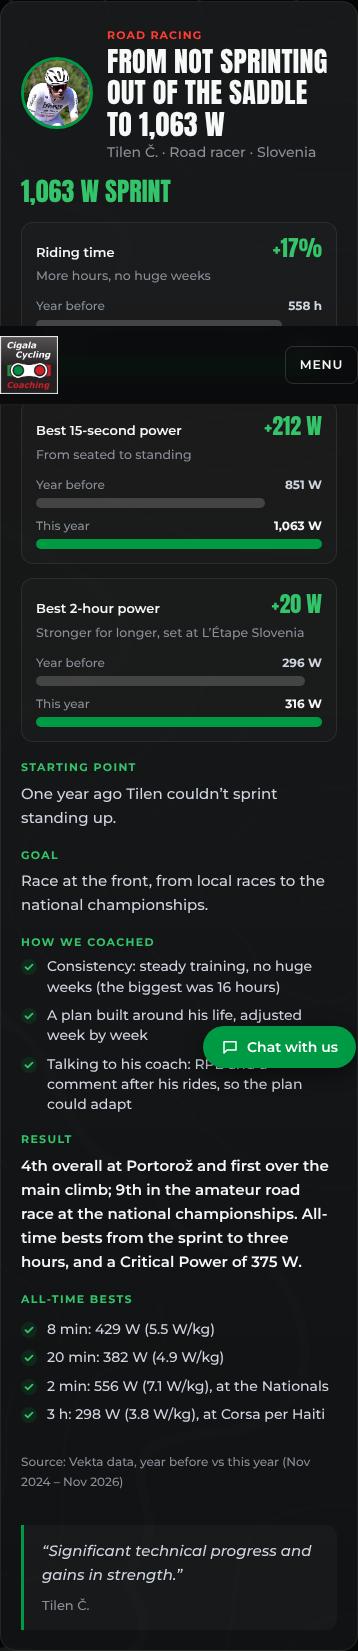 ROAD RACING
FROM NOT SPRINTING
OUT OF THE SADDLE
TO 1,063 W
Tilen Č. · Road racer · Slovenia
1,063 W SPRINT
Riding time
+17%
More hours, no huge weeks
Year before
558 h
Cigala
Cycling
Coaching
MENU
Best 15-second power
+212 W
From seated to standing
Year before
851 W
This year
1,063 W
Best 2-hour power
+20 W
Stronger for longer, set at L'Étape Slovenia
Year before
296 W
This year
316 W
STARTING POINT
One year ago Tilen couldn't sprint
standing up.
GOAL
Race at the front, from local races to the
national championships.
HOW WE COACHED
Consistency: steady training, no huge
weeks (the biggest was 16 hours)
A plan built around his life, adjusted
week by week
Chat with us
Talking to his coach:
comment after his rides, so the plan
could adapt
RESULT
4th overall at Portorož and first over the
main climb; 9th in the amateur road
race at the national championships. All-
time bests from the sprint to three
hours, and a Critical Power of 375 W.
ALL-TIME BESTS
8 min: 429 W (5.5 W/kg)
20 min: 382 W (4.9 W/kg)
2 min: 556 W (7.1 W/kg), at the Nationals
3 h: 298 W (3.8 W/kg), at Corsa per Haiti
Source: Vekta data, year before vs this year (Nov
2024 – Nov 2026)
“Significant technical progress and
gains in strength.”
Tilen Č.